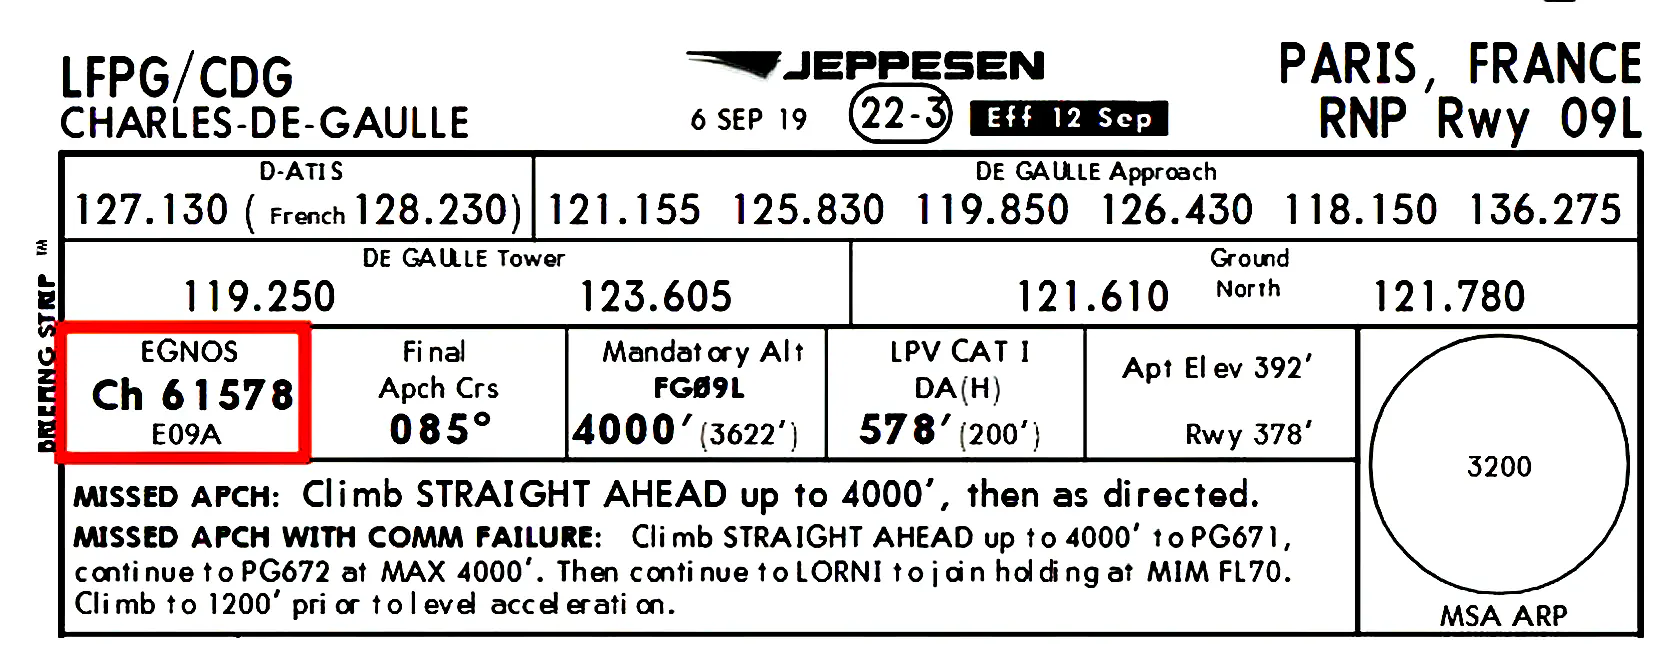 LFPG/CDG
CHARLES-DE-GAULLE
JEPPESEN
6 SEP 19
22-3
Eff 12 Sep
PARIS, FRANCE
RNP Rwy 09L
BRIEFING STRIP TM
D-ATIS
127.130 ( French 128.230)
DE GAULLE Approach
121.155 125.830 119.850 126.430 118.150 136.275
DE GAULLE Tower
119.250 123.605
Ground
121.610 North 121.780
EGNOS
Ch 61578
E09A
Final
Apch Crs
085°
Mandatory Alt
FGØ9L
4000' (3622')
LPV CAT I
DA(H)
578' (200')
Apt Elev 392'
Rwy 378'
3200
MSA ARP
MISSED APCH: Climb STRAIGHT AHEAD up to 4000', then as directed.
MISSED APCH WITH COMM FAILURE: Climb STRAIGHT AHEAD up to 4000' to PG671,
continue to PG672 at MAX 4000'. Then continue to LORNI to join holding at MIM FL70.
Climb to 1200' prior to level acceleration.